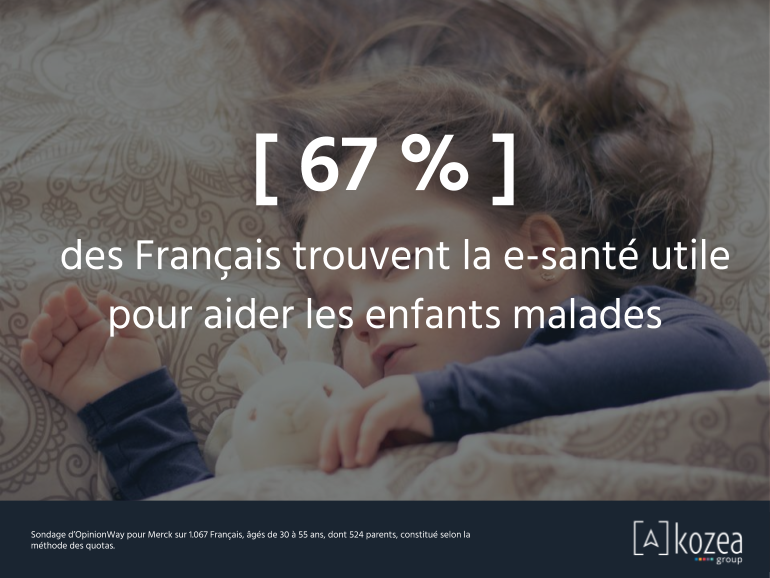 [ 67 % ]
des Français trouvent la e-santé utile
pour aider les enfants malades
Sondage d'OpinionWay pour Merck sur 1.067 Français, âgés de 30 à 55 ans, dont 524 parents, constitué selon la
méthode des quotas.
[A] kozea
group